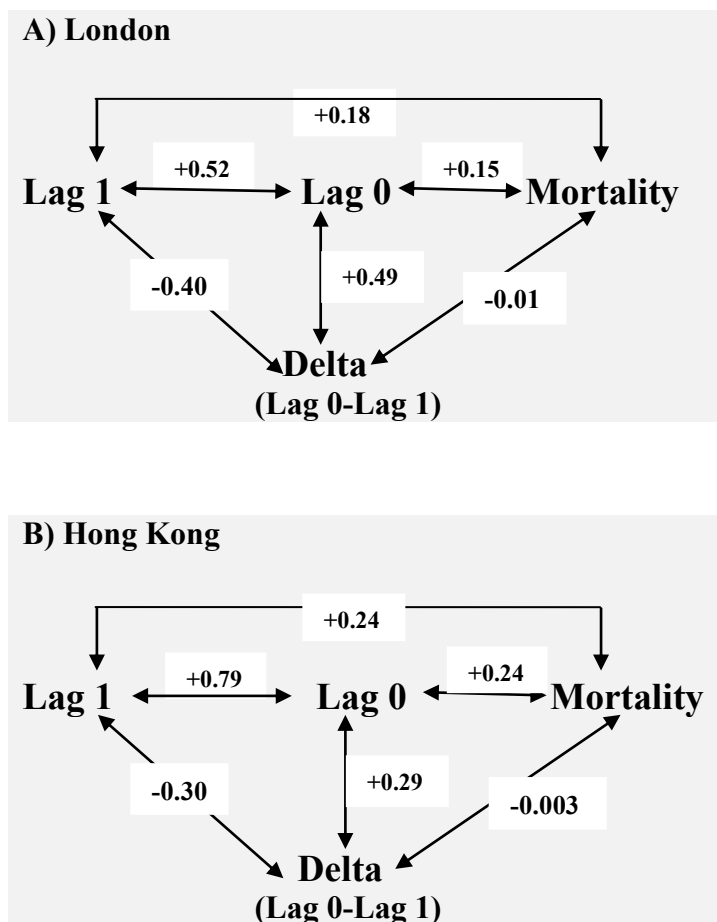 A) London
+0.18
+0.52
+0.15
Lag 1
Lag 0
Mortality
-0.40
+0.49
-0.01
Delta
(Lag 0-Lag 1)
B) Hong Kong
+0.24
+0.79
+0.24
Lag 1
Lag 0
Mortality
-0.30
+0.29
-0.003
Delta
(Lag 0-Lag 1)